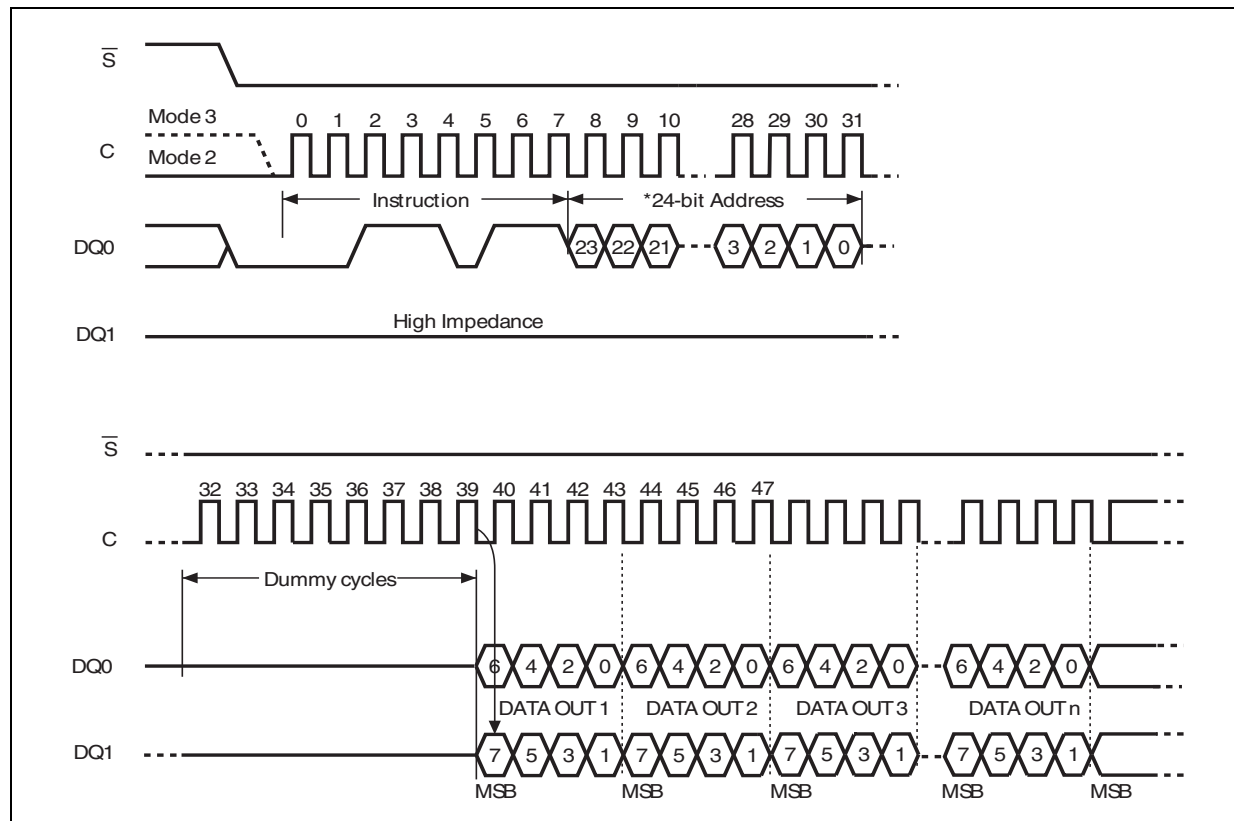 S
Mode 3
0 1 2 3 4 5 6 7 8 9 10 28 29 30 31
C
Mode 2
Instruction
*24-bit Address
DQ0
23 22 21 3 2 1 0
High Impedance
DQ1
S
32 33 34 35 36 37 38 39 40 41 42 43 44 45 46 47
C
Dummy cycles
DQ0
6 4 2 0 6 4 2 0 6 4 2 0 6 4 2 0
DATA OUT 1 DATA OUT 2 DATA OUT 3 DATA OUT n
DQ1
7 5 3 1 7 5 3 1 7 5 3 1 7 5 3 1
MSB MSB MSB MSB MSB